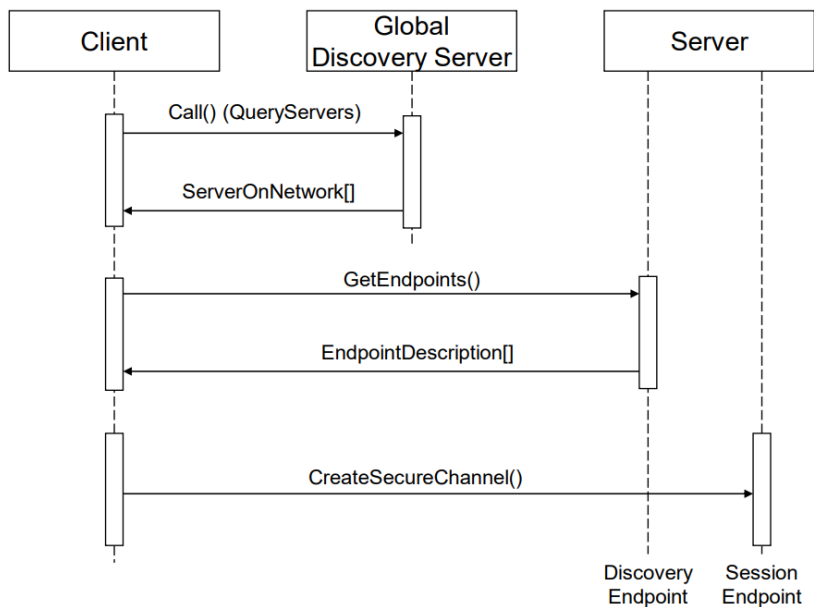 Client
Global
Discovery Server
Server
Call() (QueryServers)
ServerOnNetwork[]
GetEndpoints()
EndpointDescription[]
CreateSecureChannel()
Discovery
Endpoint
Session
Endpoint